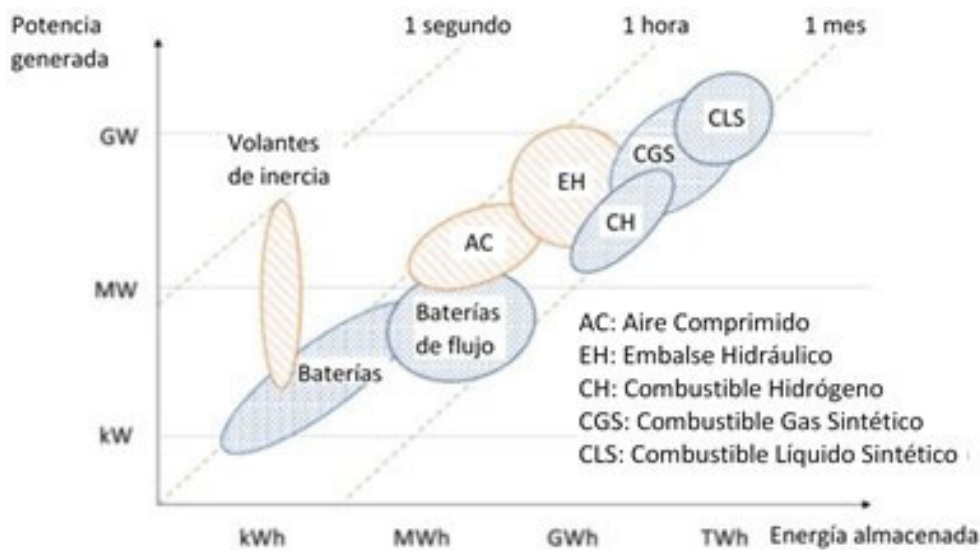 Potencia
generada
1 segundo
1 hora
1 mes
GW
Volantes
de inercia
CLS
CGS
EH
CH
AC
MW
Baterías
de flujo
Baterías
kW
AC: Aire Comprimido
EH: Embalse Hidráulico
CH: Combustible Hidrógeno
CGS: Combustible Gas Sintético
CLS: Combustible Líquido Sintético
kWh
MWh
GWh
TWh
Energía almacenada